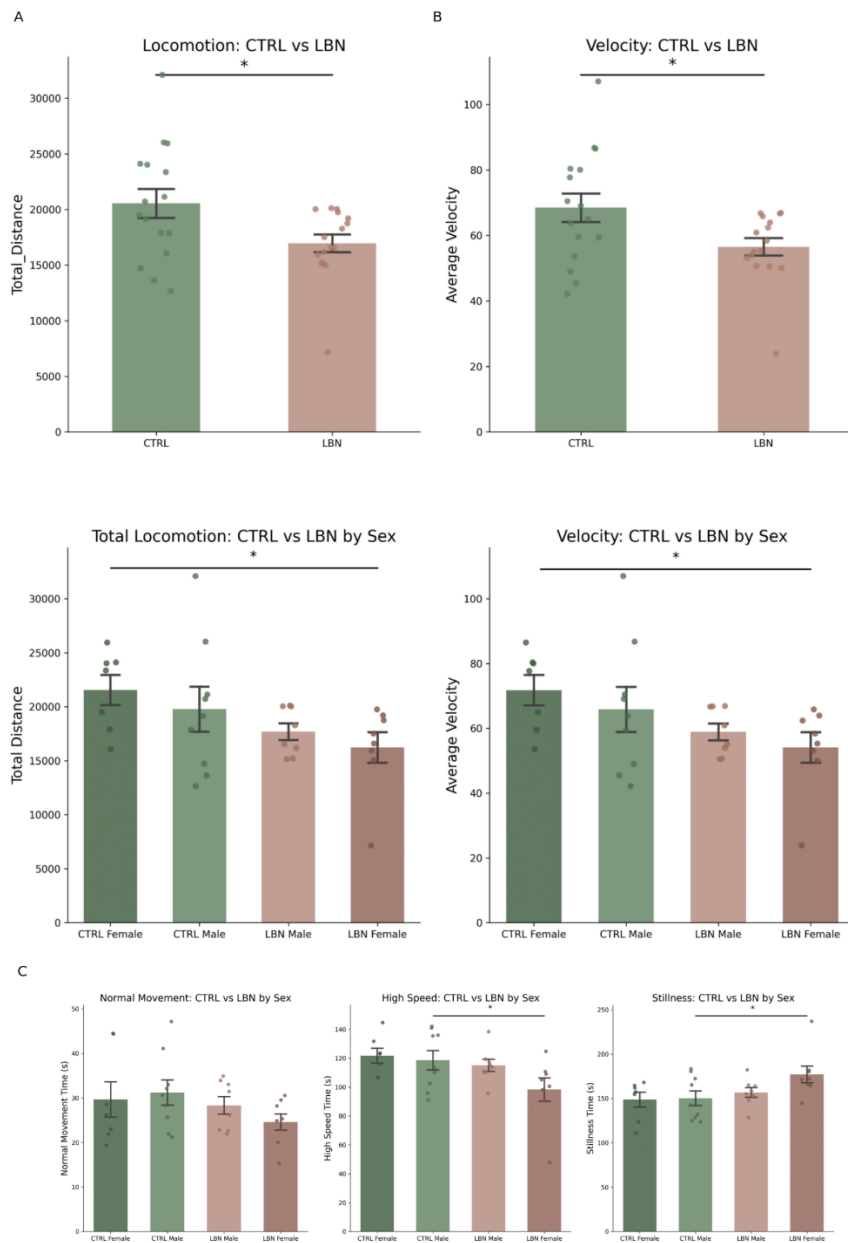 A
B
Locomotion: CTRL vs LBN
*
Total_Distance
30000
25000
20000
15000
10000
5000
0
CTRL
LBN
Velocity: CTRL vs LBN
*
Average Velocity
100
80
60
40
20
0
CTRL
LBN
Total Locomotion: CTRL vs LBN by Sex
*
Total Distance
30000
25000
20000
15000
10000
5000
0
CTRL Female
CTRL Male
LBN Male
LBN Female
Velocity: CTRL vs LBN by Sex
*
Average Velocity
100
80
60
40
20
0
CTRL Female
CTRL Male
LBN Male
LBN Female
C
Normal Movement: CTRL vs LBN by Sex
Normal Movement Time (s)
50
40
30
20
10
0
CTRL Female
CTRL Male
LBN Male
LBN Female
High Speed: CTRL vs LBN by Sex
*
High Speed Time (s)
140
120
100
80
60
40
20
0
CTRL Female
CTRL Male
LBN Male
LBN Female
Stillness: CTRL vs LBN by Sex
*
Stillness Time (s)
250
200
150
100
50
0
CTRL Female
CTRL Male
LBN Male
LBN Female